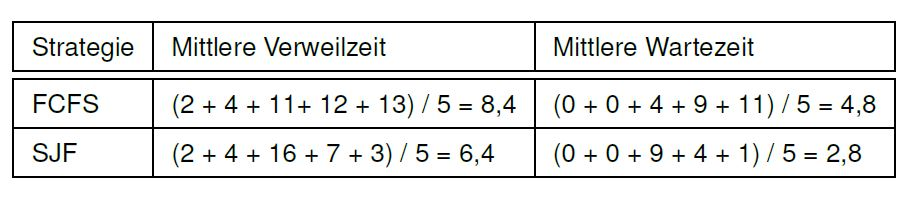 Strategie Mittlere Verweilzeit Mittlere Wartezeit
FCFS (2 + 4 + 11+ 12 + 13) / 5 = 8,4 (0 + 0 + 4 + 9 + 11) / 5 = 4,8
SJF (2 + 4 + 16 + 7 + 3) / 5 = 6,4 (0 + 0 + 9 + 4 + 1) / 5 = 2,8